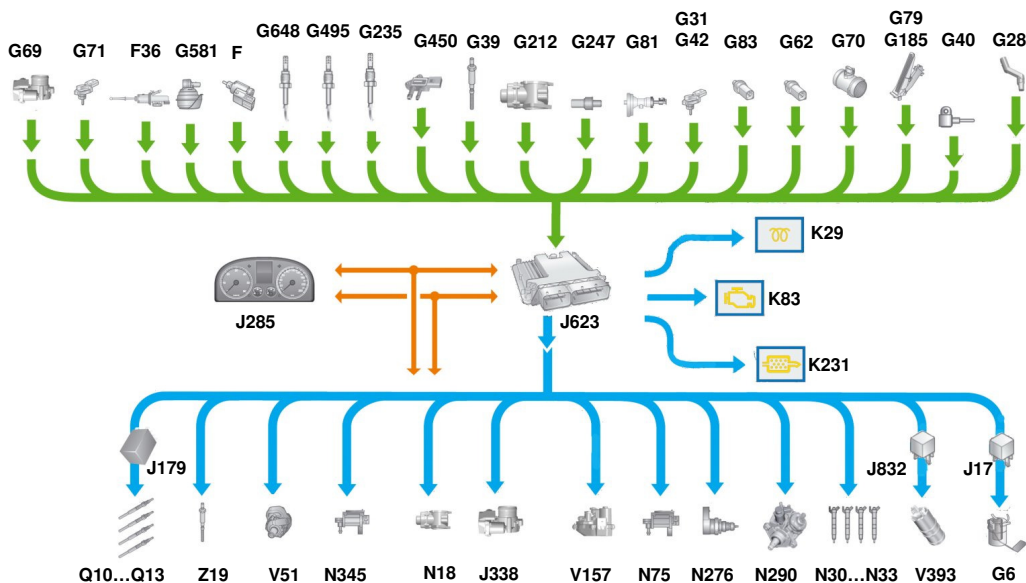 G69 G71 F36 G581 F G648 G495 G235 G450 G39 G212 G247 G81 G31 G83 G62 G70 G79 G40 G28
G42 G185
K29
K83
J285 J623
K231
J179 J832 J17
Q10...Q13 Z19 V51 N345 N18 J338 V157 N75 N276 N290 N30...N33 V393 G6